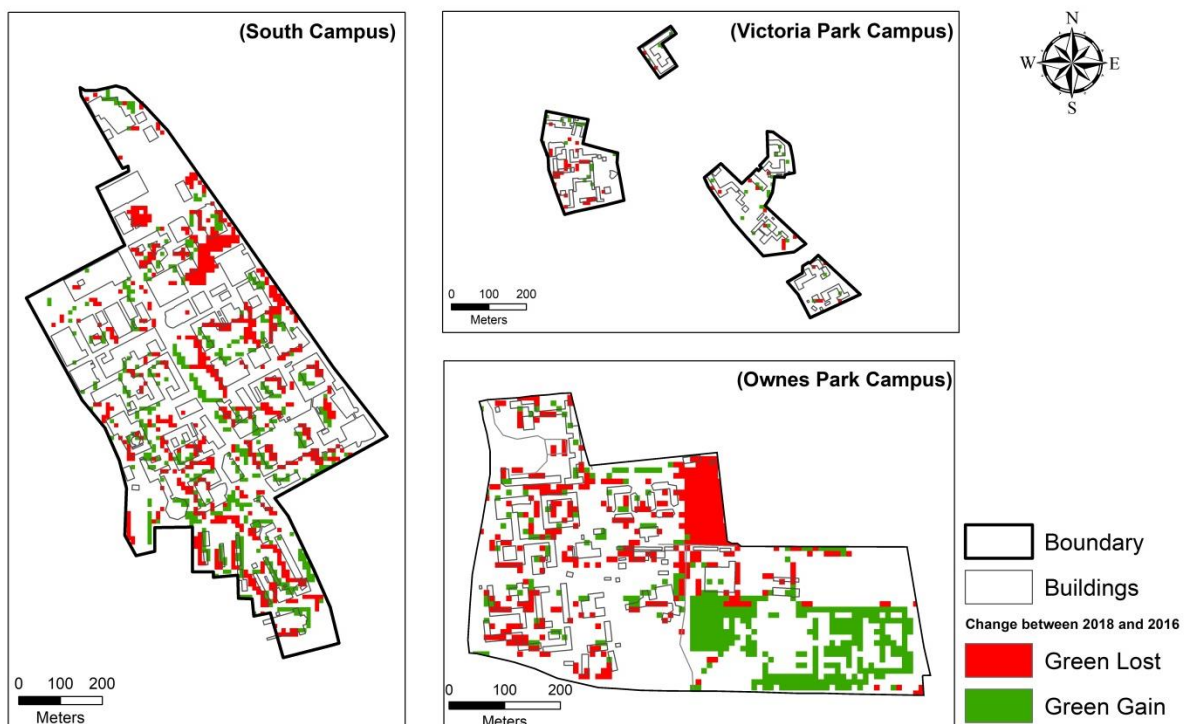 (South Campus)
0 100 200
Meters
(Victoria Park Campus)
0 100 200
Meters
(Ownes Park Campus)
0 100 200
Meters
N
W E
S
Boundary
Buildings
Change between 2018 and 2016
Green Lost
Green Gain